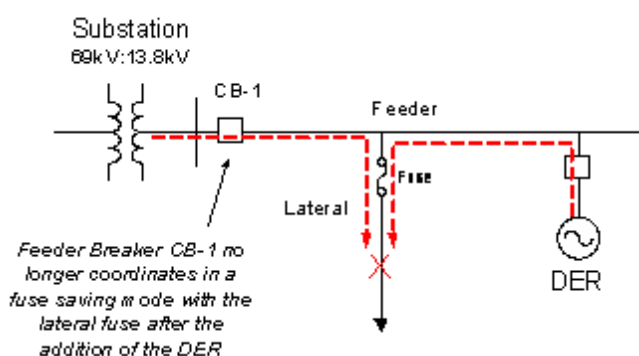 Substation
69kV:13.8kV
CB-1
Feeder
Fuse
Lateral
DER
Feeder Breaker CB-1 no
longer coordinates in a
fuse saving mode with the
lateral fuse after the
addition of the DER